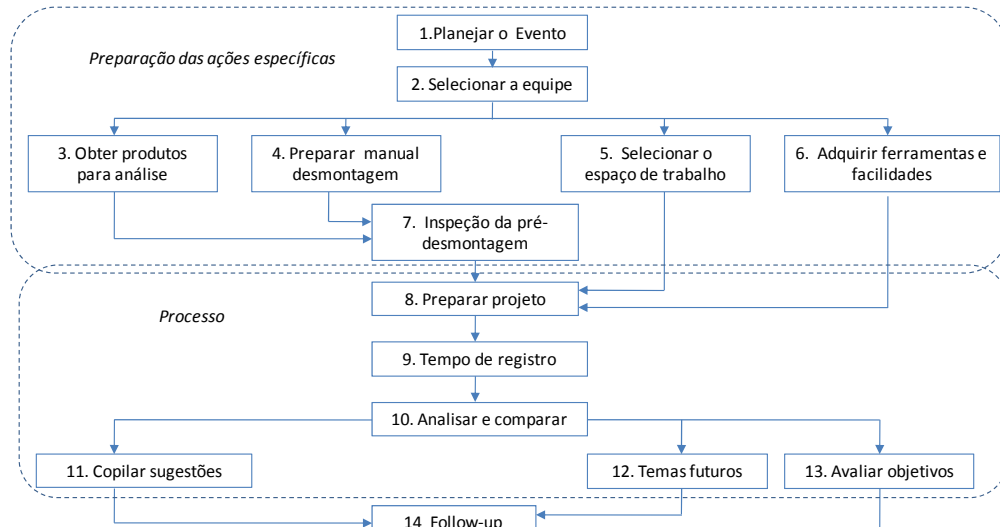 1.Planejar o Evento
Preparação das ações específicas
2. Selecionar a equipe
3. Obter produtos
para análise
4. Preparar manual
desmontagem
5. Selecionar o
espaço de trabalho
6. Adquirir ferramentas e
facilidades
7. Inspeção da pré-
desmontagem
8. Preparar projeto
Processo
9. Tempo de registro
10. Analisar e comparar
11. Copilar sugestões
12. Temas futuros
13. Avaliar objetivos
14. Follow-up